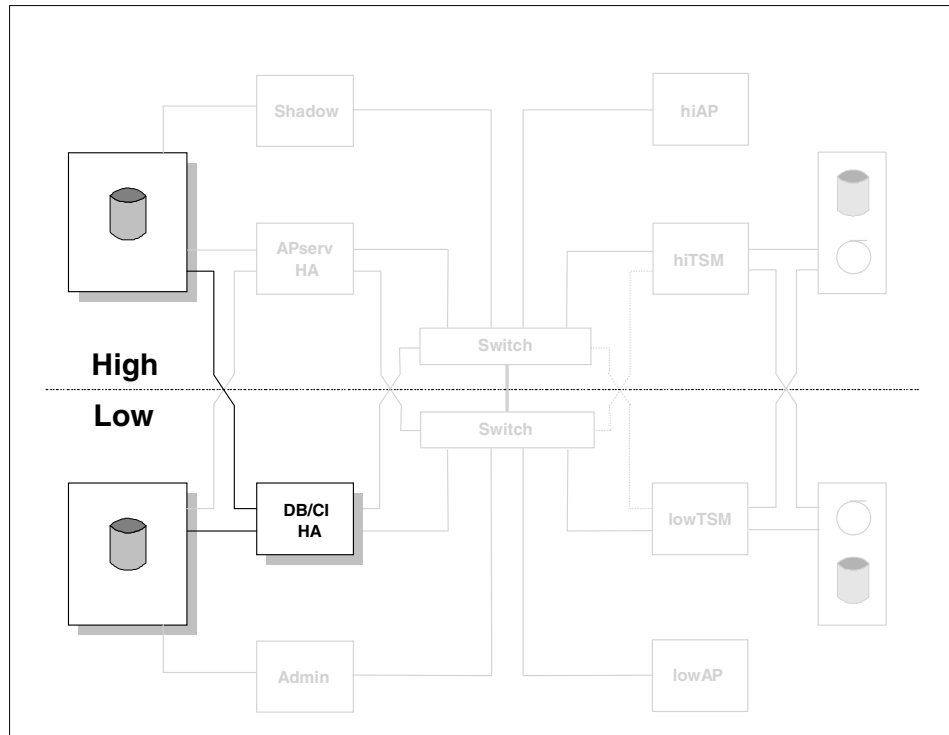 Shadow
hiAP
APserv
HA
hiTSM
Switch
High
Low
Switch
DB/CI
HA
lowTSM
Admin
lowAP